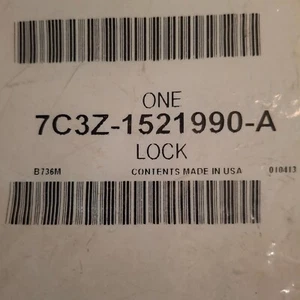 ONE
7C3Z-1521990-A
LOCK
B736M CONTENTS MADE IN USA 010413